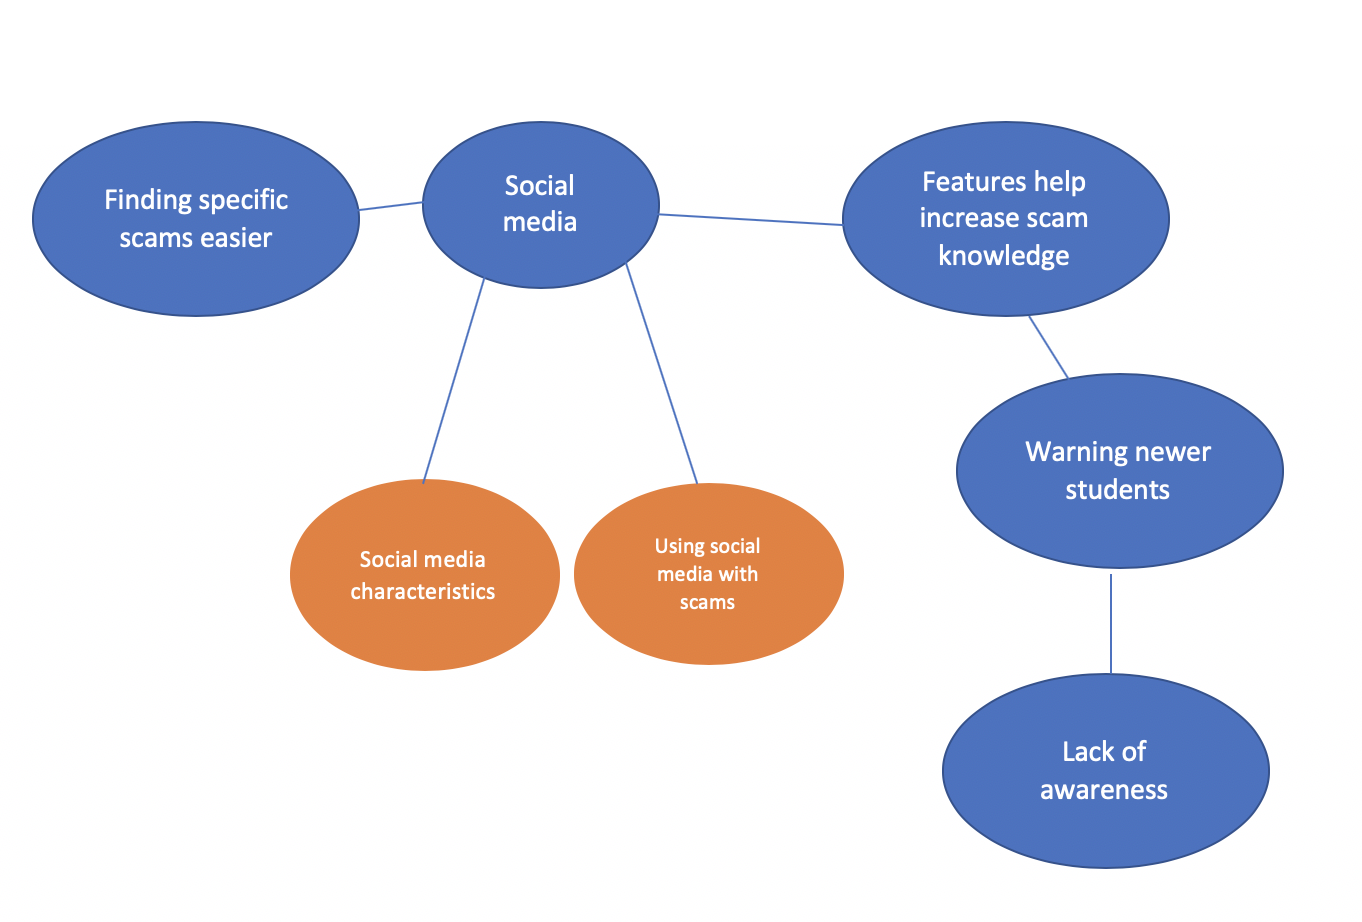 Finding specific
scams easier
Social
media
Features help
increase scam
knowledge
Warning newer
students
Social media
characteristics
Using social
media with
scams
Lack of
awareness